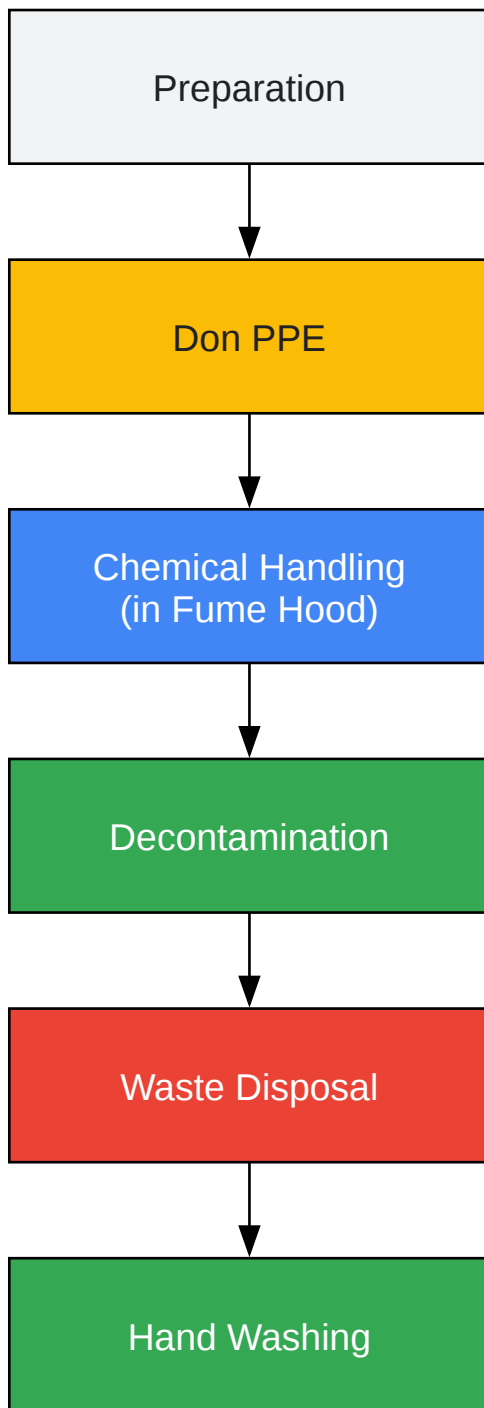 Preparation
Don PPE
Chemical Handling
(in Fume Hood)
Decontamination
Waste Disposal
Hand Washing